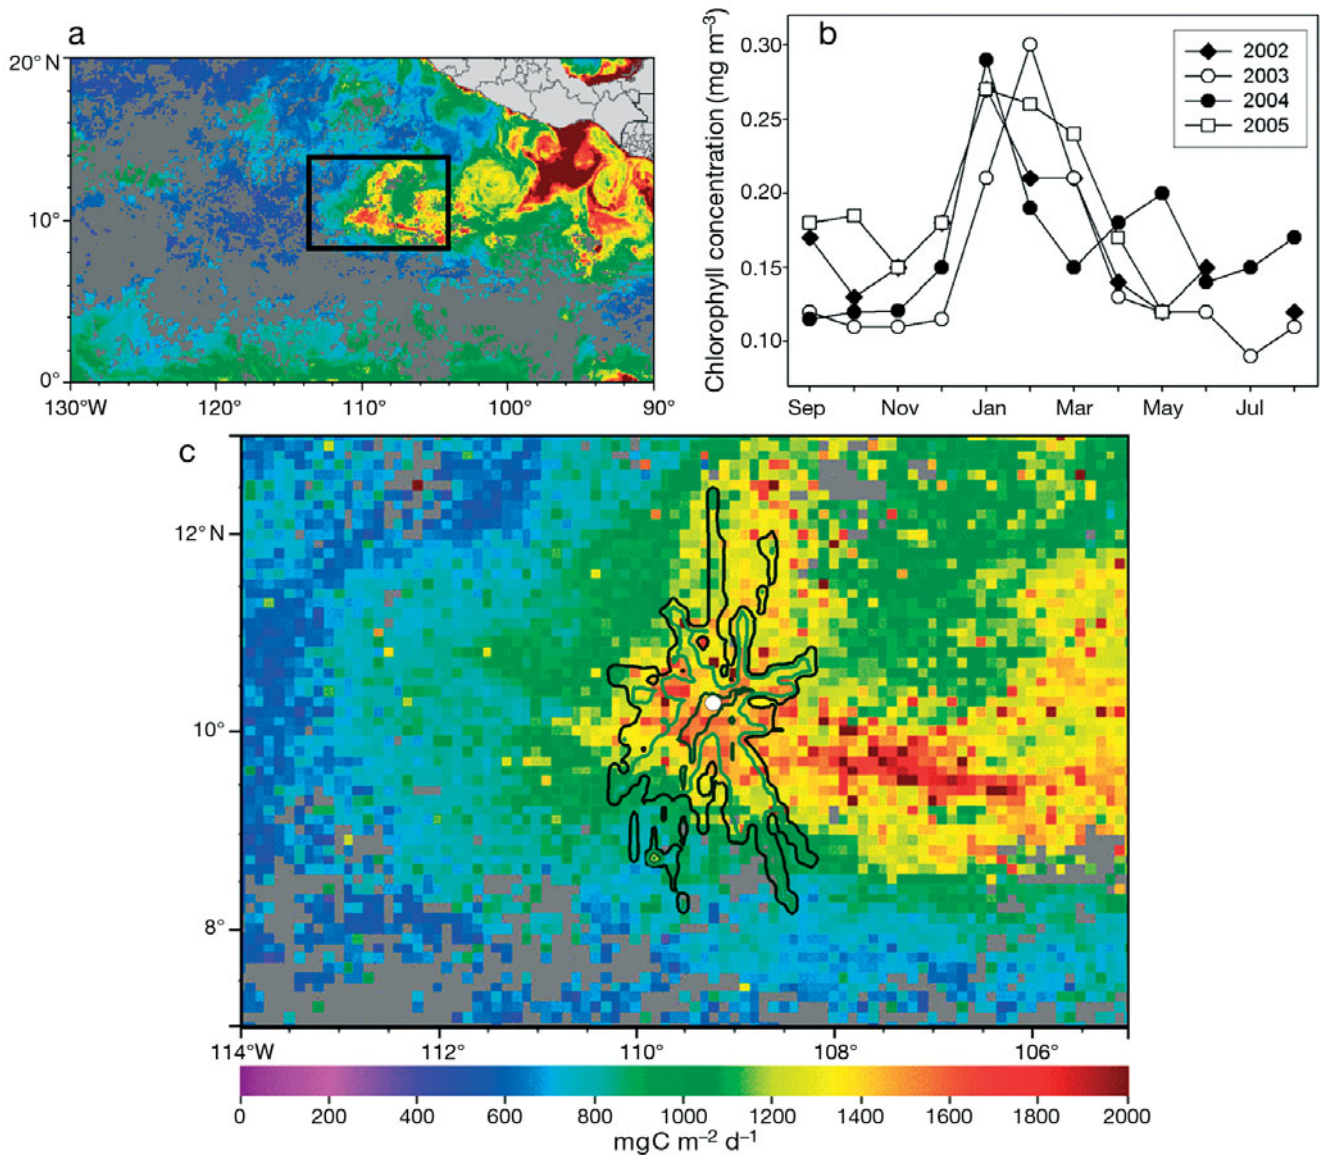 a
20° N
10°
0°
130°W 120° 110° 100° 90°
b
Chlorophyll concentration (mg m⁻³)
0.30
0.25
0.20
0.15
0.10
2002
2003
2004
2005
Sep Nov Jan Mar May Jul
c
12° N
10°
8°
114°W 112° 110° 108° 106°
0 200 400 600 800 1000 1200 1400 1600 1800 2000
mgC m⁻² d⁻¹